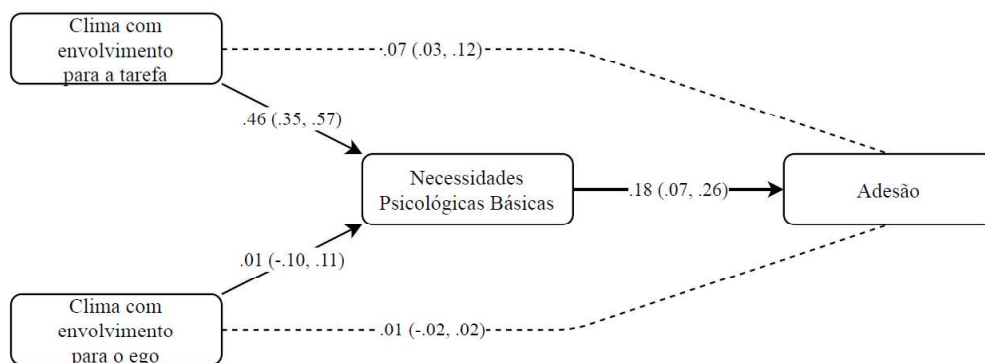 Clima com
envolvimento
para a tarefa
.07 (.03, .12)
.46 (.35, .57)
Necessidades
Psicológicas Básicas
.18 (.07, .26)
Adesão
.01 (-.10, .11)
Clima com
envolvimento
para o ego
.01 (-.02, .02)